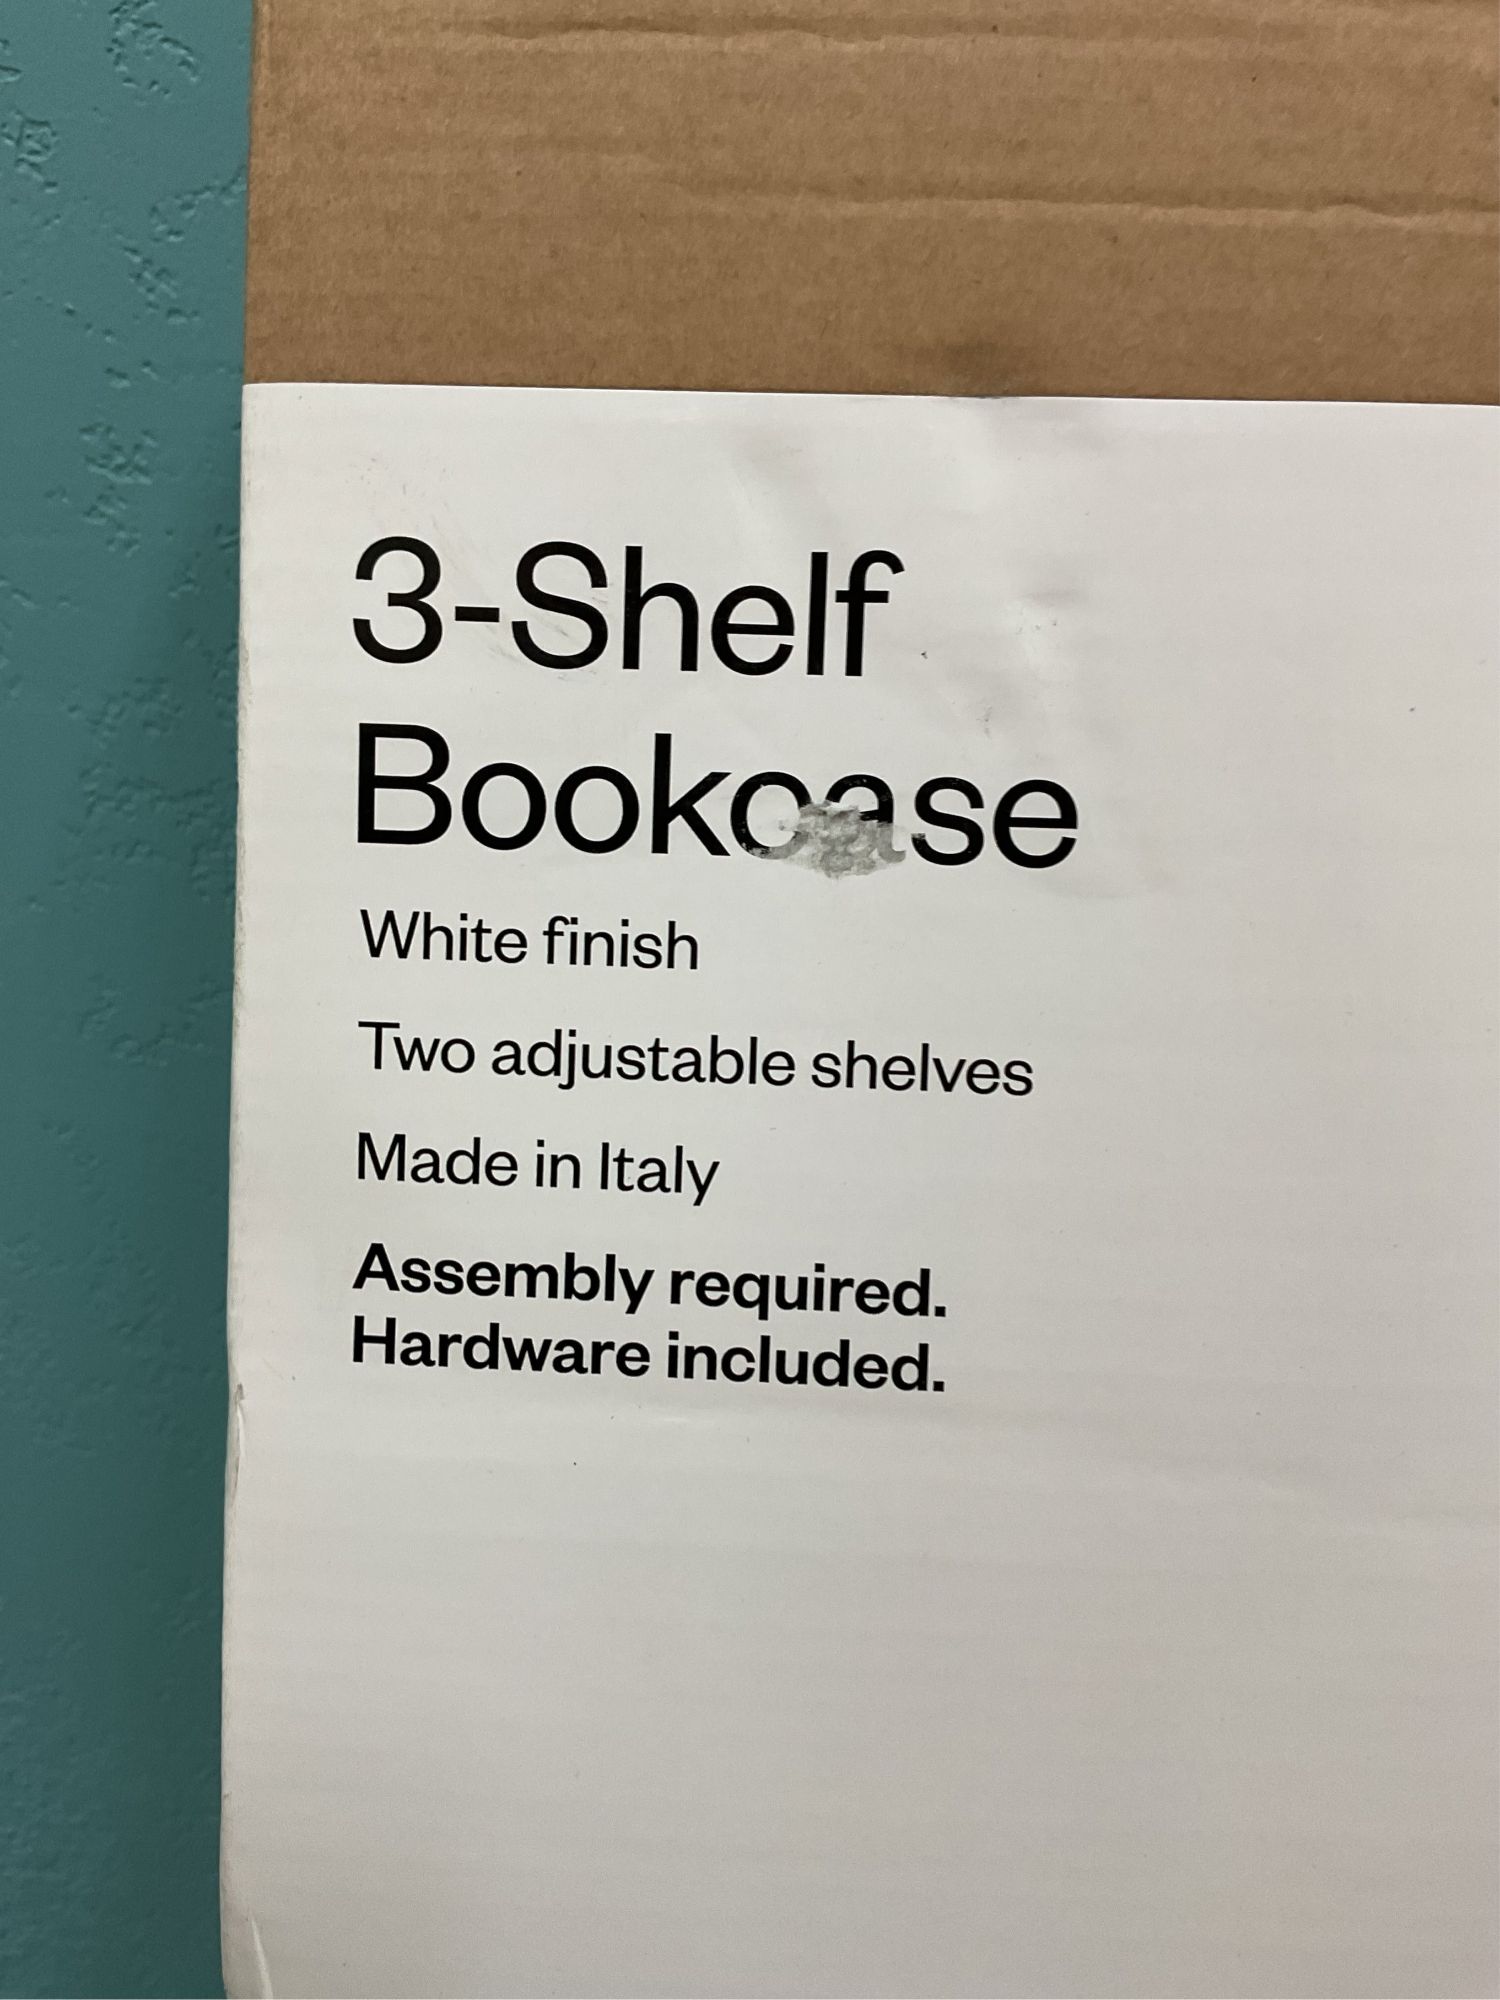 3-Shelf
Bookcase
White finish
Two adjustable shelves
Made in Italy
Assembly required.
Hardware included.